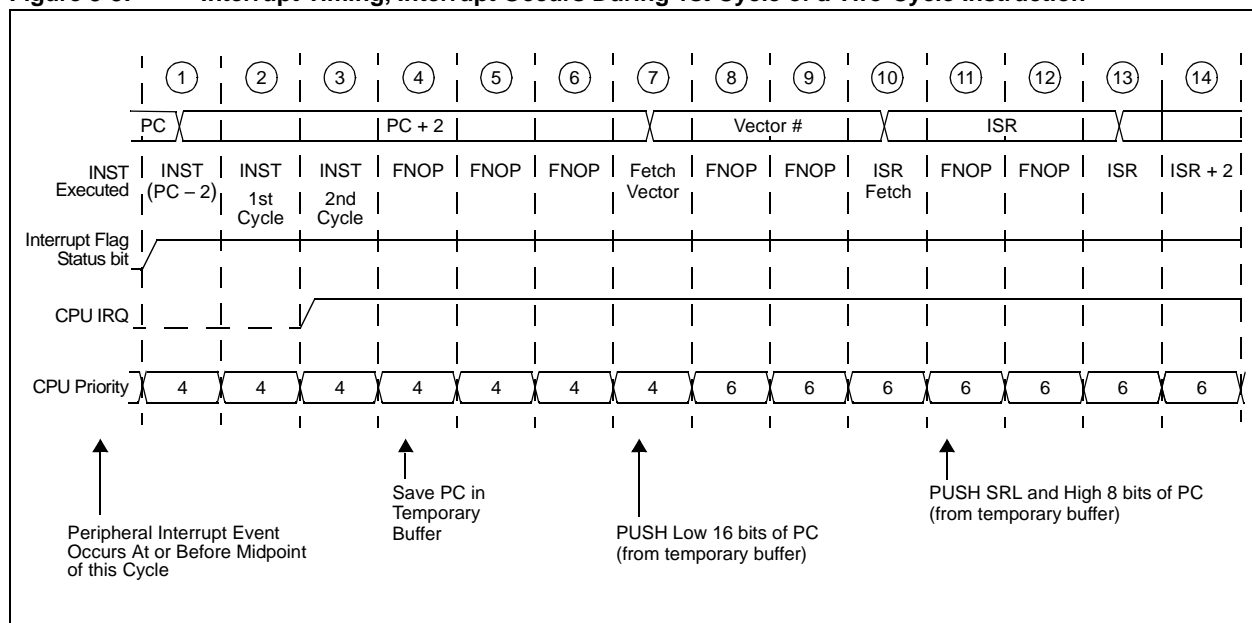 Figure 8-3: Interrupt Timing, Interrupt Occurs During 1st Cycle of a Two-Cycle Instruction
1 2 3 4 5 6 7 8 9 10 11 12 13 14
PC PC + 2 Vector # ISR
INST Executed
INST (PC – 2)
INST 1st Cycle
INST 2nd Cycle
FNOP FNOP FNOP
Fetch Vector
FNOP FNOP
ISR Fetch
FNOP FNOP ISR ISR + 2
Interrupt Flag
Status bit
CPU IRQ
CPU Priority 4 4 4 4 4 4 4 6 6 6 6 6 6 6
Peripheral Interrupt Event
Occurs At or Before Midpoint
of this Cycle
Save PC in
Temporary
Buffer
PUSH Low 16 bits of PC
(from temporary buffer)
PUSH SRL and High 8 bits of PC
(from temporary buffer)